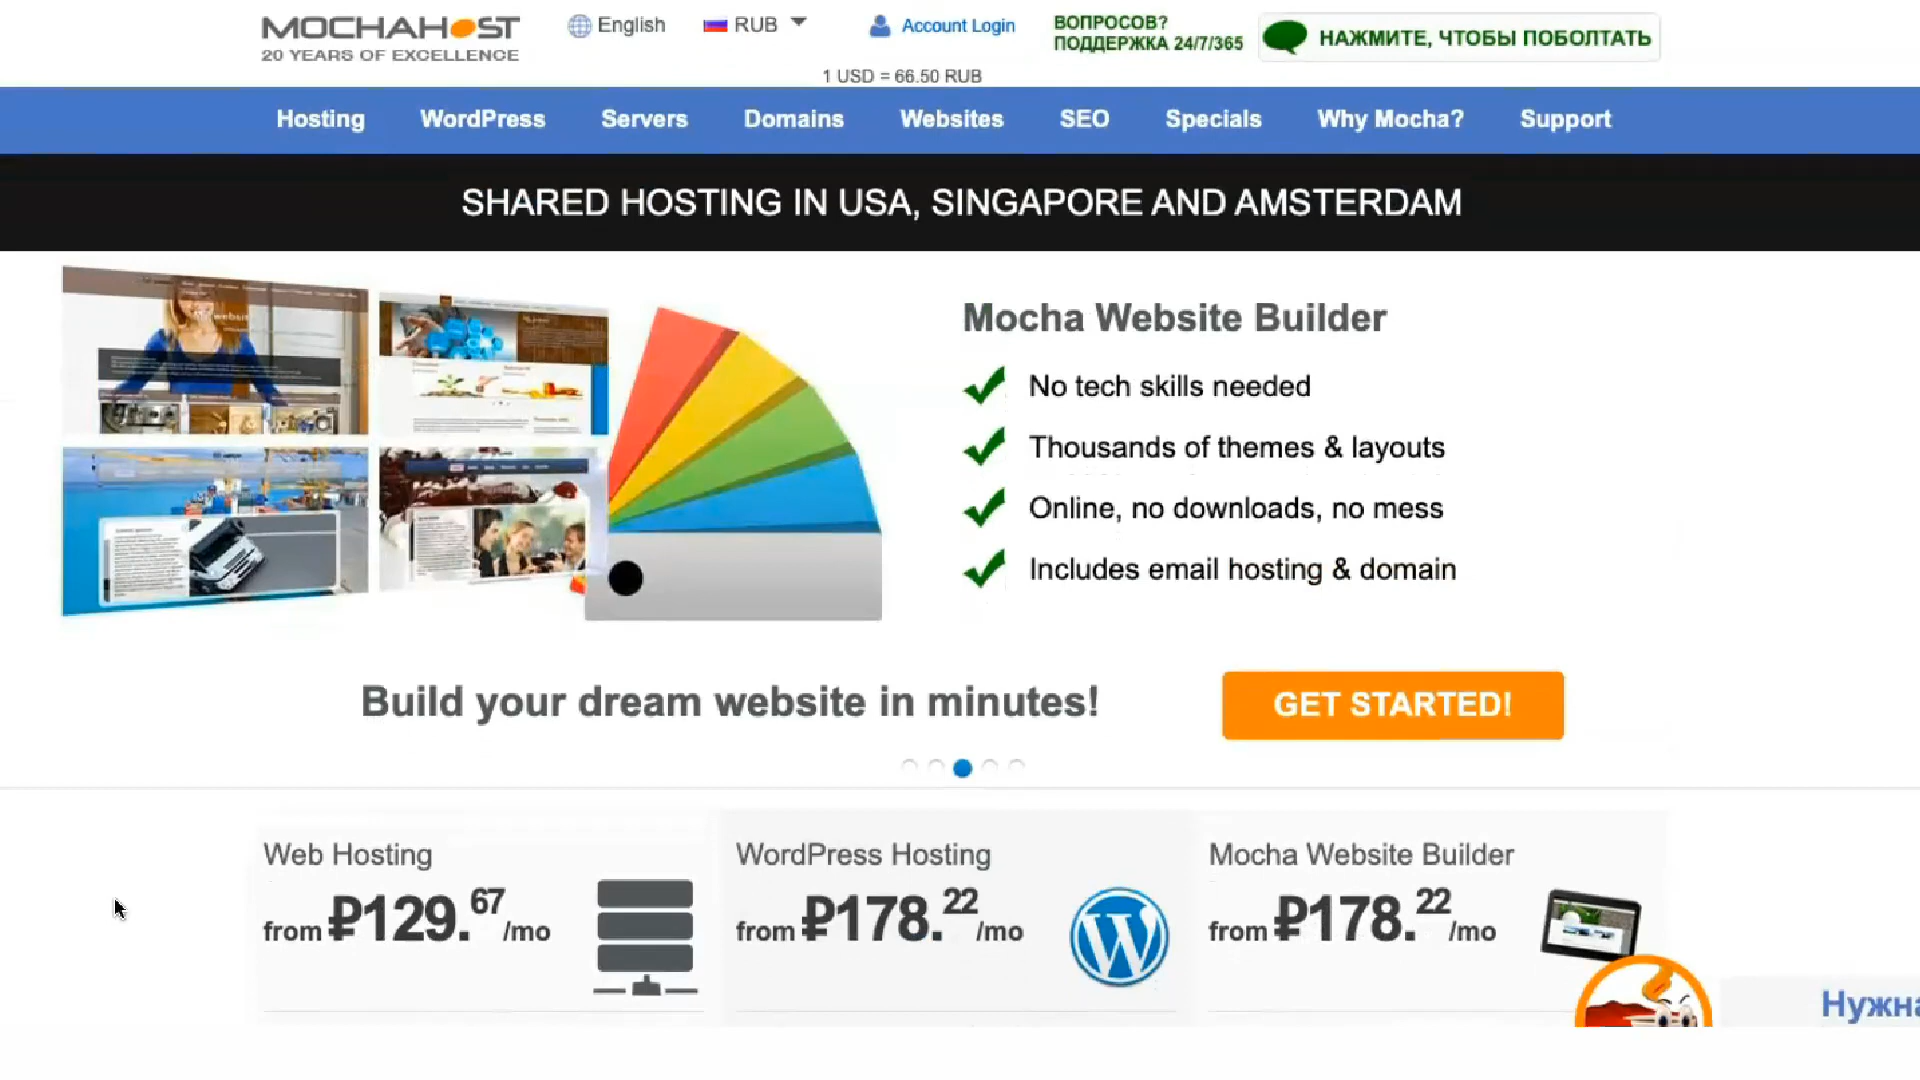 MOCHAHOST
20 YEARS OF EXCELLENCE
English
RUB
Account Login
ВОПРОСОВ?
ПОДДЕРЖКА 24/7/365
НАЖМИТЕ, ЧТОБЫ ПОБОЛТАТЬ
1 USD = 66.50 RUB
Hosting WordPress Servers Domains Websites SEO Specials Why Mocha? Support
SHARED HOSTING IN USA, SINGAPORE AND AMSTERDAM
Mocha Website Builder
No tech skills needed
Thousands of themes & layouts
Online, no downloads, no mess
Includes email hosting & domain
Build your dream website in minutes!
GET STARTED!
Web Hosting
from ₽129.67/mo
WordPress Hosting
from ₽178.22/mo
Mocha Website Builder
from ₽178.22/mo